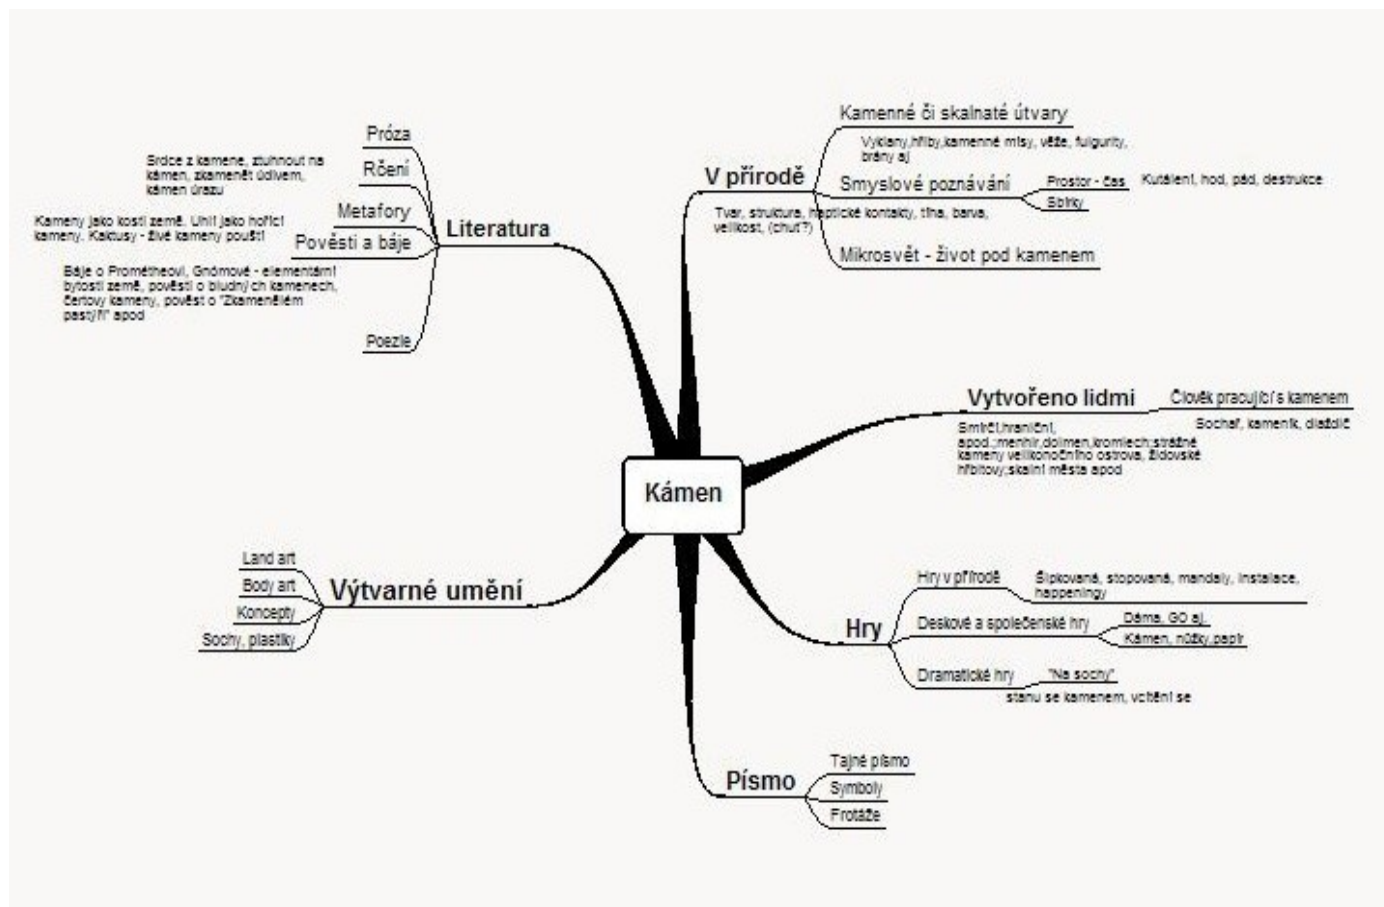 Kámen
Literatura
Próza
Rčení
Srdce z kamene, ztuhnout na
kámen, zkamenět údivem,
kámen úrazu
Metafory
Kameny jako kosti země. Uhlí jako hořící
kameny. Kaktusy - živé kameny pouští
Pověsti a báje
Báje o Prométheovi, Gnómové - elementární
bytosti země, pověsti o bludných kamenech,
čertovy kameny, pověst o "Zkamenělém
pastýři" apod
Poezie
V přírodě
Tvar, struktura, haptické kontakty, tíha, barva,
velikost, (chuť?)
Kamenné či skalnaté útvary
Viklany,hřiby,kamenné mísy, věže, fulgurity,
brány aj
Smyslové poznávání
Prostor - čas
Kutálení, hod, pád, destrukce
Sbírky
Mikrosvět - život pod kamenem
Vytvořeno lidmi
Smírčí,hraniční,
apod.;menhir,dolmen,kromlech;strážné
kameny velikonočního ostrova, židovské
hřbitovy;skalní města apod
Člověk pracující s kamenem
Sochař, kameník, dlaždič
Výtvarné umění
Land art
Body art
Koncepty
Sochy, plastiky
Hry
Hry v přírodě
Šipkovaná, stopovaná, mandaly, instalace,
happeningy
Deskové a společenské hry
Dáma, GO aj.
Kámen, nůžky,papír
Dramatické hry
"Na sochy"
stanu se kamenem, vcítění se
Písmo
Tajné písmo
Symboly
Frotáže